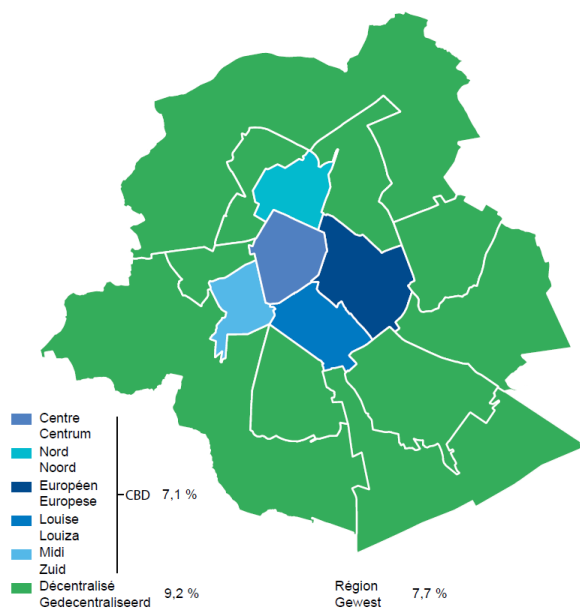 Centre
Centrum
Nord
Noord
Européen
Europese
CBD 7,1 %
Louise
Louiza
Midi
Zuid
Décentralisé
Gedecentraliseerd 9,2 %
Région
Gewest 7,7 %